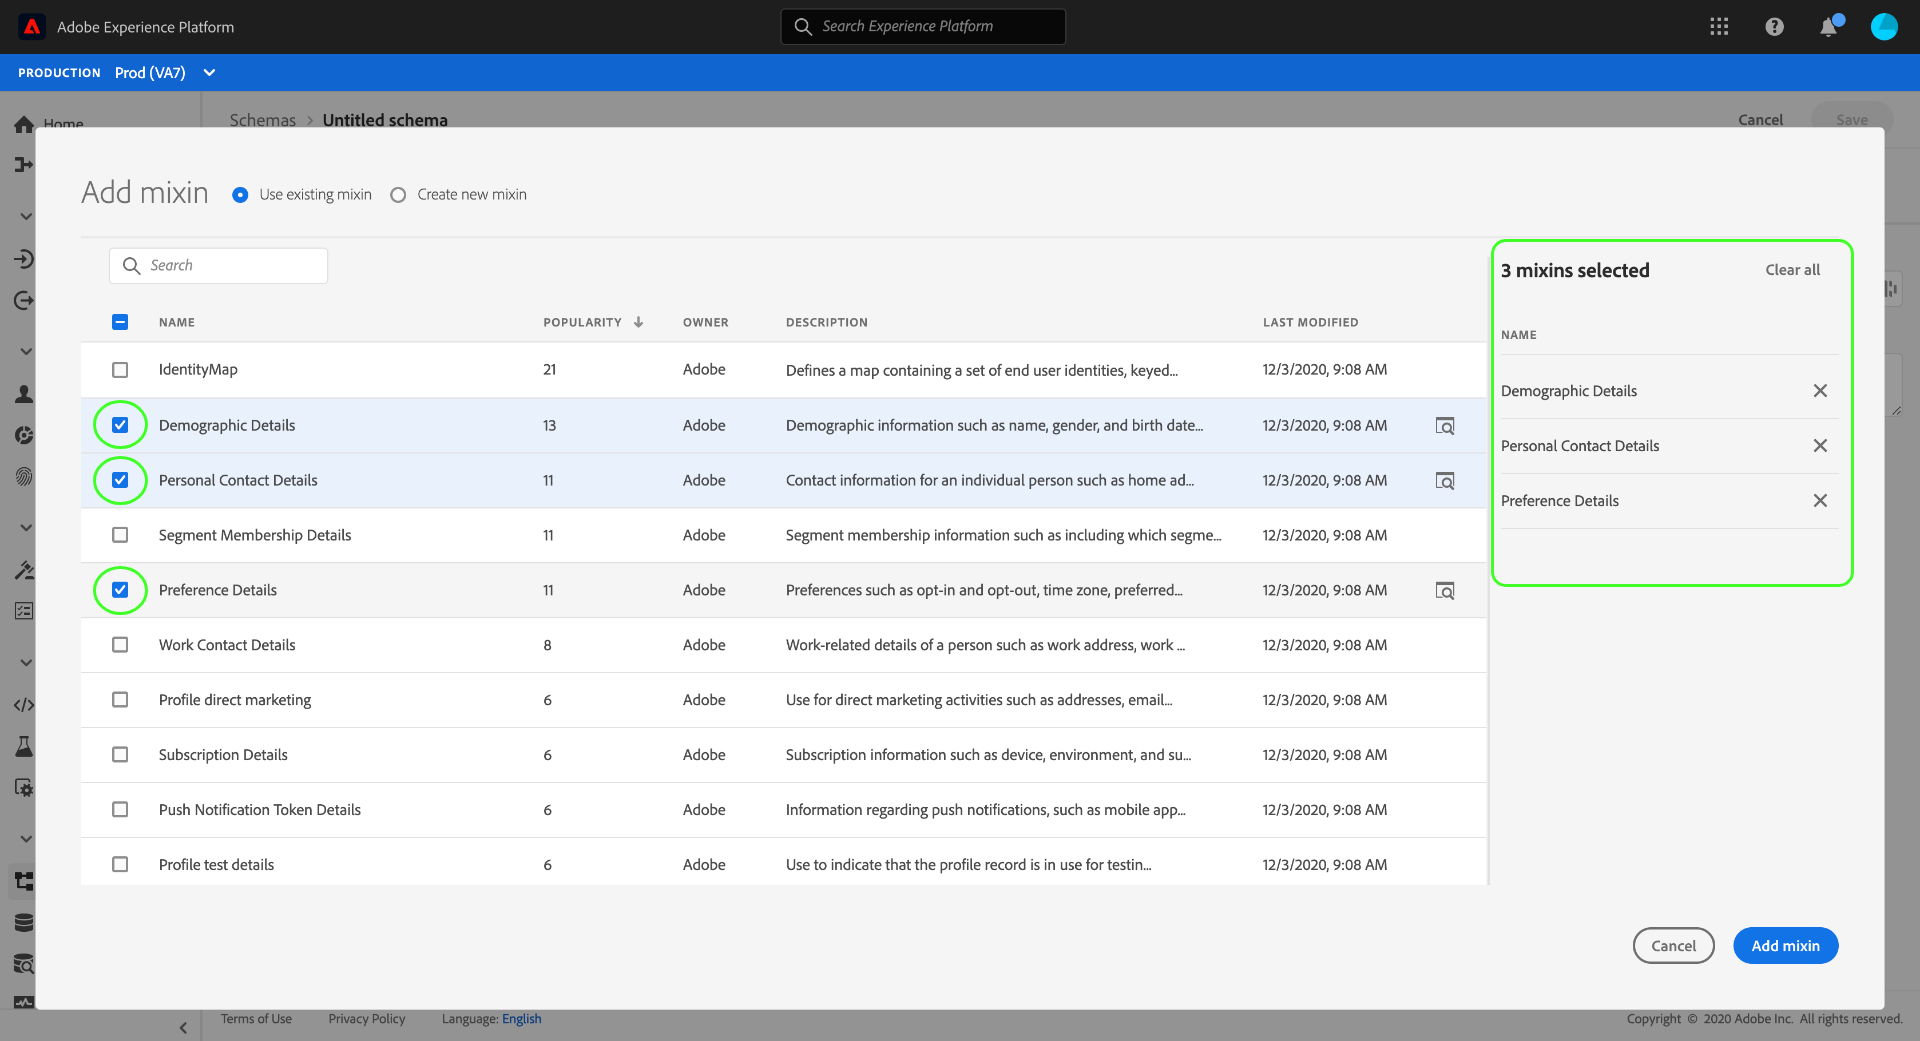 Adobe Experience Platform
Search Experience Platform
PRODUCTION Prod (VA7)
Home
Schemas > Untitled schema
Cancel Save
Add mixin Use existing mixin Create new mixin
Search
NAME POPULARITY ↓ OWNER DESCRIPTION LAST MODIFIED
IdentityMap 21 Adobe Defines a map containing a set of end user identities, keyed... 12/3/2020, 9:08 AM
Demographic Details 13 Adobe Demographic information such as name, gender, and birth date... 12/3/2020, 9:08 AM
Personal Contact Details 11 Adobe Contact information for an individual person such as home ad... 12/3/2020, 9:08 AM
Segment Membership Details 11 Adobe Segment membership information such as including which segme... 12/3/2020, 9:08 AM
Preference Details 11 Adobe Preferences such as opt-in and opt-out, time zone, preferred... 12/3/2020, 9:08 AM
Work Contact Details 8 Adobe Work-related details of a person such as work address, work ... 12/3/2020, 9:08 AM
Profile direct marketing 6 Adobe Use for direct marketing activities such as addresses, email... 12/3/2020, 9:08 AM
Subscription Details 6 Adobe Subscription information such as device, environment, and su... 12/3/2020, 9:08 AM
Push Notification Token Details 6 Adobe Information regarding push notifications, such as mobile app... 12/3/2020, 9:08 AM
Profile test details 6 Adobe Use to indicate that the profile record is in use for testin... 12/3/2020, 9:08 AM
3 mixins selected Clear all
NAME
Demographic Details
Personal Contact Details
Preference Details
Cancel Add mixin
Terms of Use Privacy Policy Language: English
Copyright © 2020 Adobe Inc. All rights reserved.